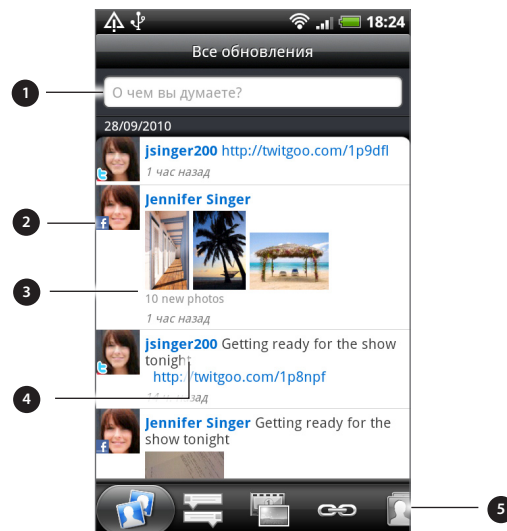 18:24
Все обновления
1
О чем вы думаете?
28/09/2010
jsinger200 http://twitgoo.com/1p9dfl
1 час назад
2
Jennifer Singer
3
10 new photos
1 час назад
jsinger200 Getting ready for the show
tonight
http://twitgoo.com/1p8npf
4
Jennifer Singer Getting ready for the
show tonight
5